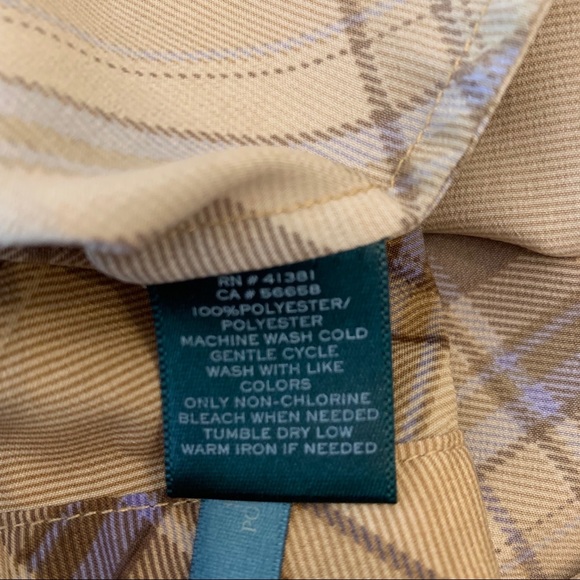 RN # 41381
CA # 56658
100%POLYESTER/
POLYESTER
MACHINE WASH COLD
GENTLE CYCLE
WASH WITH LIKE
COLORS
ONLY NON-CHLORINE
BLEACH WHEN NEEDED
TUMBLE DRY LOW
WARM IRON IF NEEDED